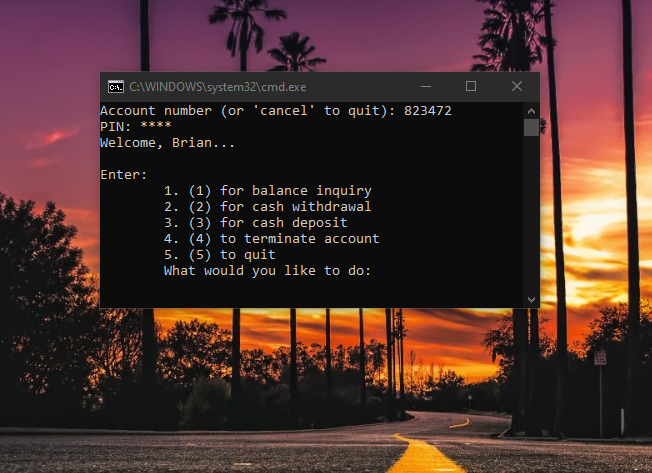 C:\WINDOWS\system32\cmd.exe
Account number (or 'cancel' to quit): 823472
PIN: ****
Welcome, Brian...
Enter:
1. (1) for balance inquiry
2. (2) for cash withdrawal
3. (3) for cash deposit
4. (4) to terminate account
5. (5) to quit
What would you like to do: